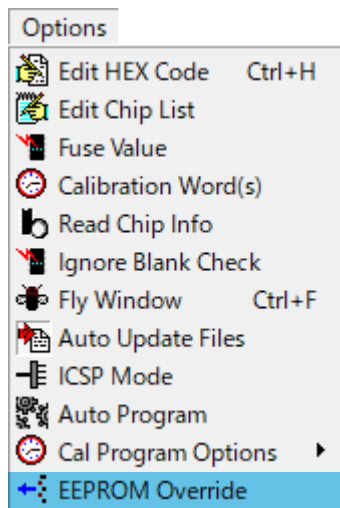 Options
Edit HEX Code Ctrl+H
Edit Chip List
Fuse Value
Calibration Word(s)
Read Chip Info
Ignore Blank Check
Fly Window Ctrl+F
Auto Update Files
ICSP Mode
Auto Program
Cal Program Options
EEPROM Override